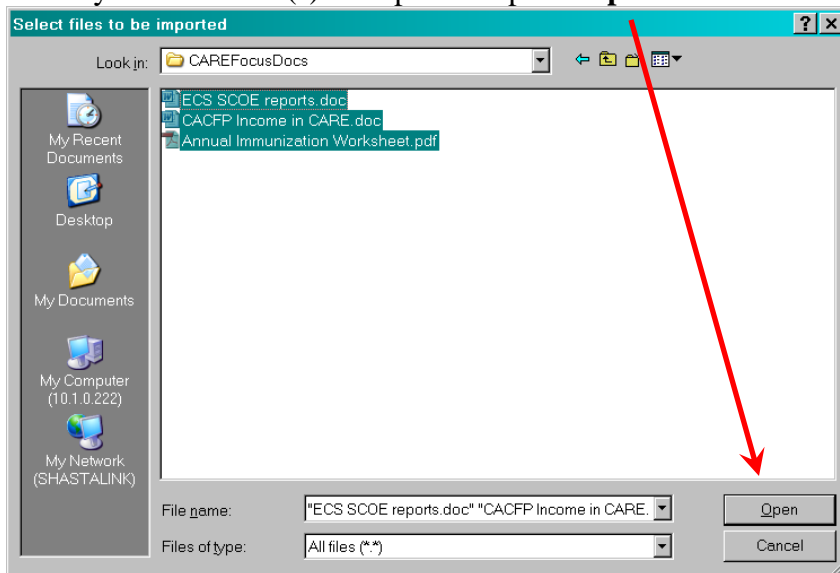 Select files to be imported
Look in:
CAREFocusDocs
ECS SCOE reports.doc
CACFP Income in CARE.doc
Annual Immunization Worksheet.pdf
My Recent
Documents
Desktop
My Documents
My Computer
(10.1.0.222)
My Network
(SHASTALINK)
File name:
"ECS SCOE reports.doc" "CACFP Income in CARE.
Open
Files of type:
All files (*.*)
Cancel